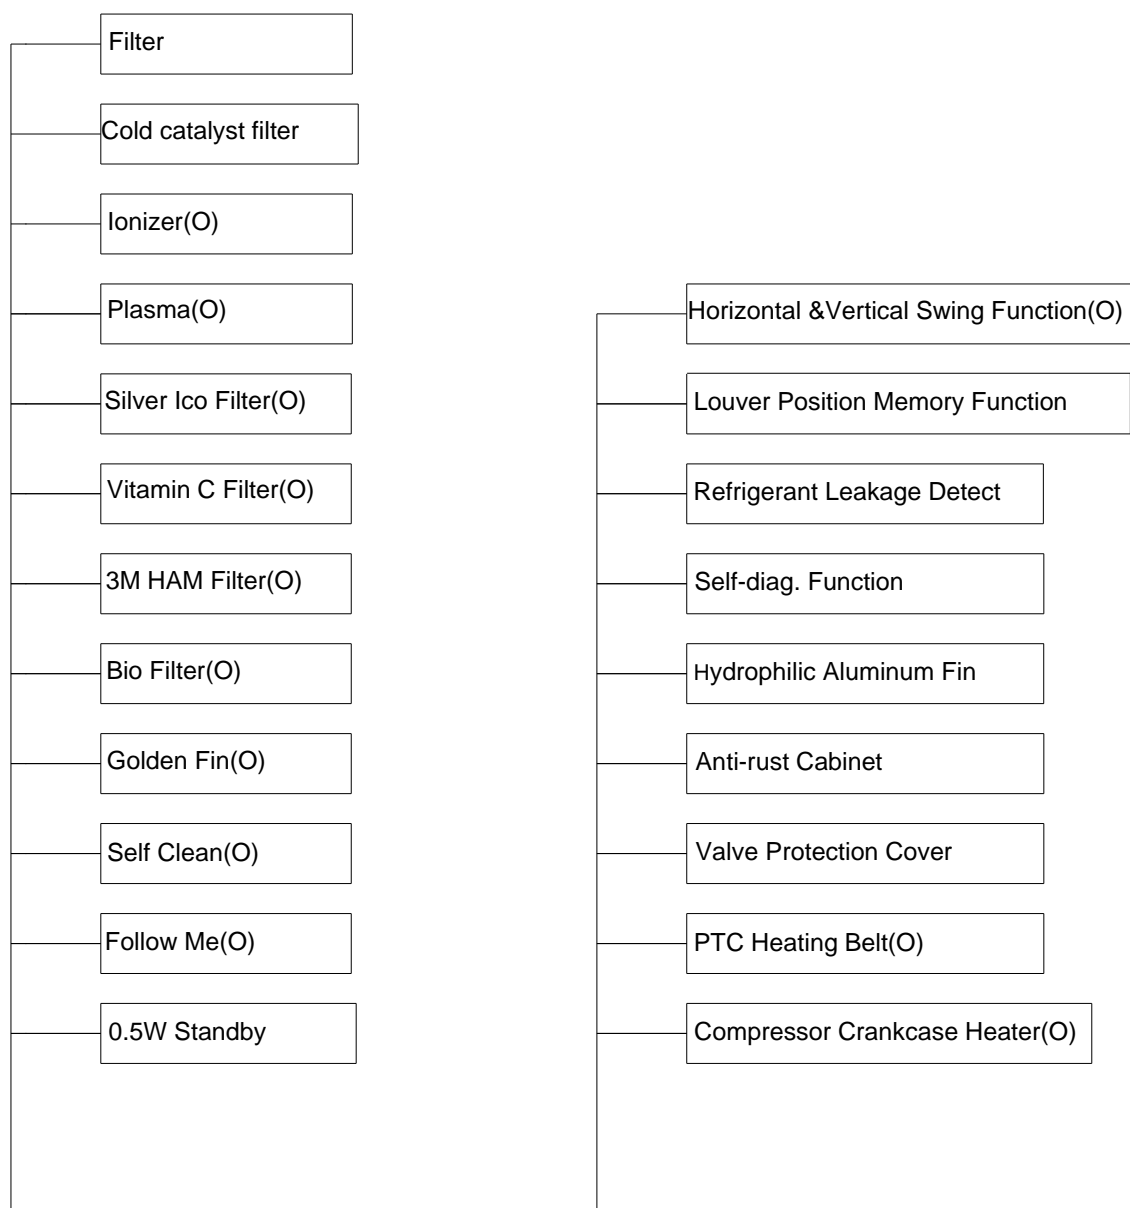 Filter
Cold catalyst filter
Ionizer(O)
Plasma(O)
Silver Ico Filter(O)
Vitamin C Filter(O)
3M HAM Filter(O)
Bio Filter(O)
Golden Fin(O)
Self Clean(O)
Follow Me(O)
0.5W Standby
Horizontal &Vertical Swing Function(O)
Louver Position Memory Function
Refrigerant Leakage Detect
Self-diag. Function
Hydrophilic Aluminum Fin
Anti-rust Cabinet
Valve Protection Cover
PTC Heating Belt(O)
Compressor Crankcase Heater(O)